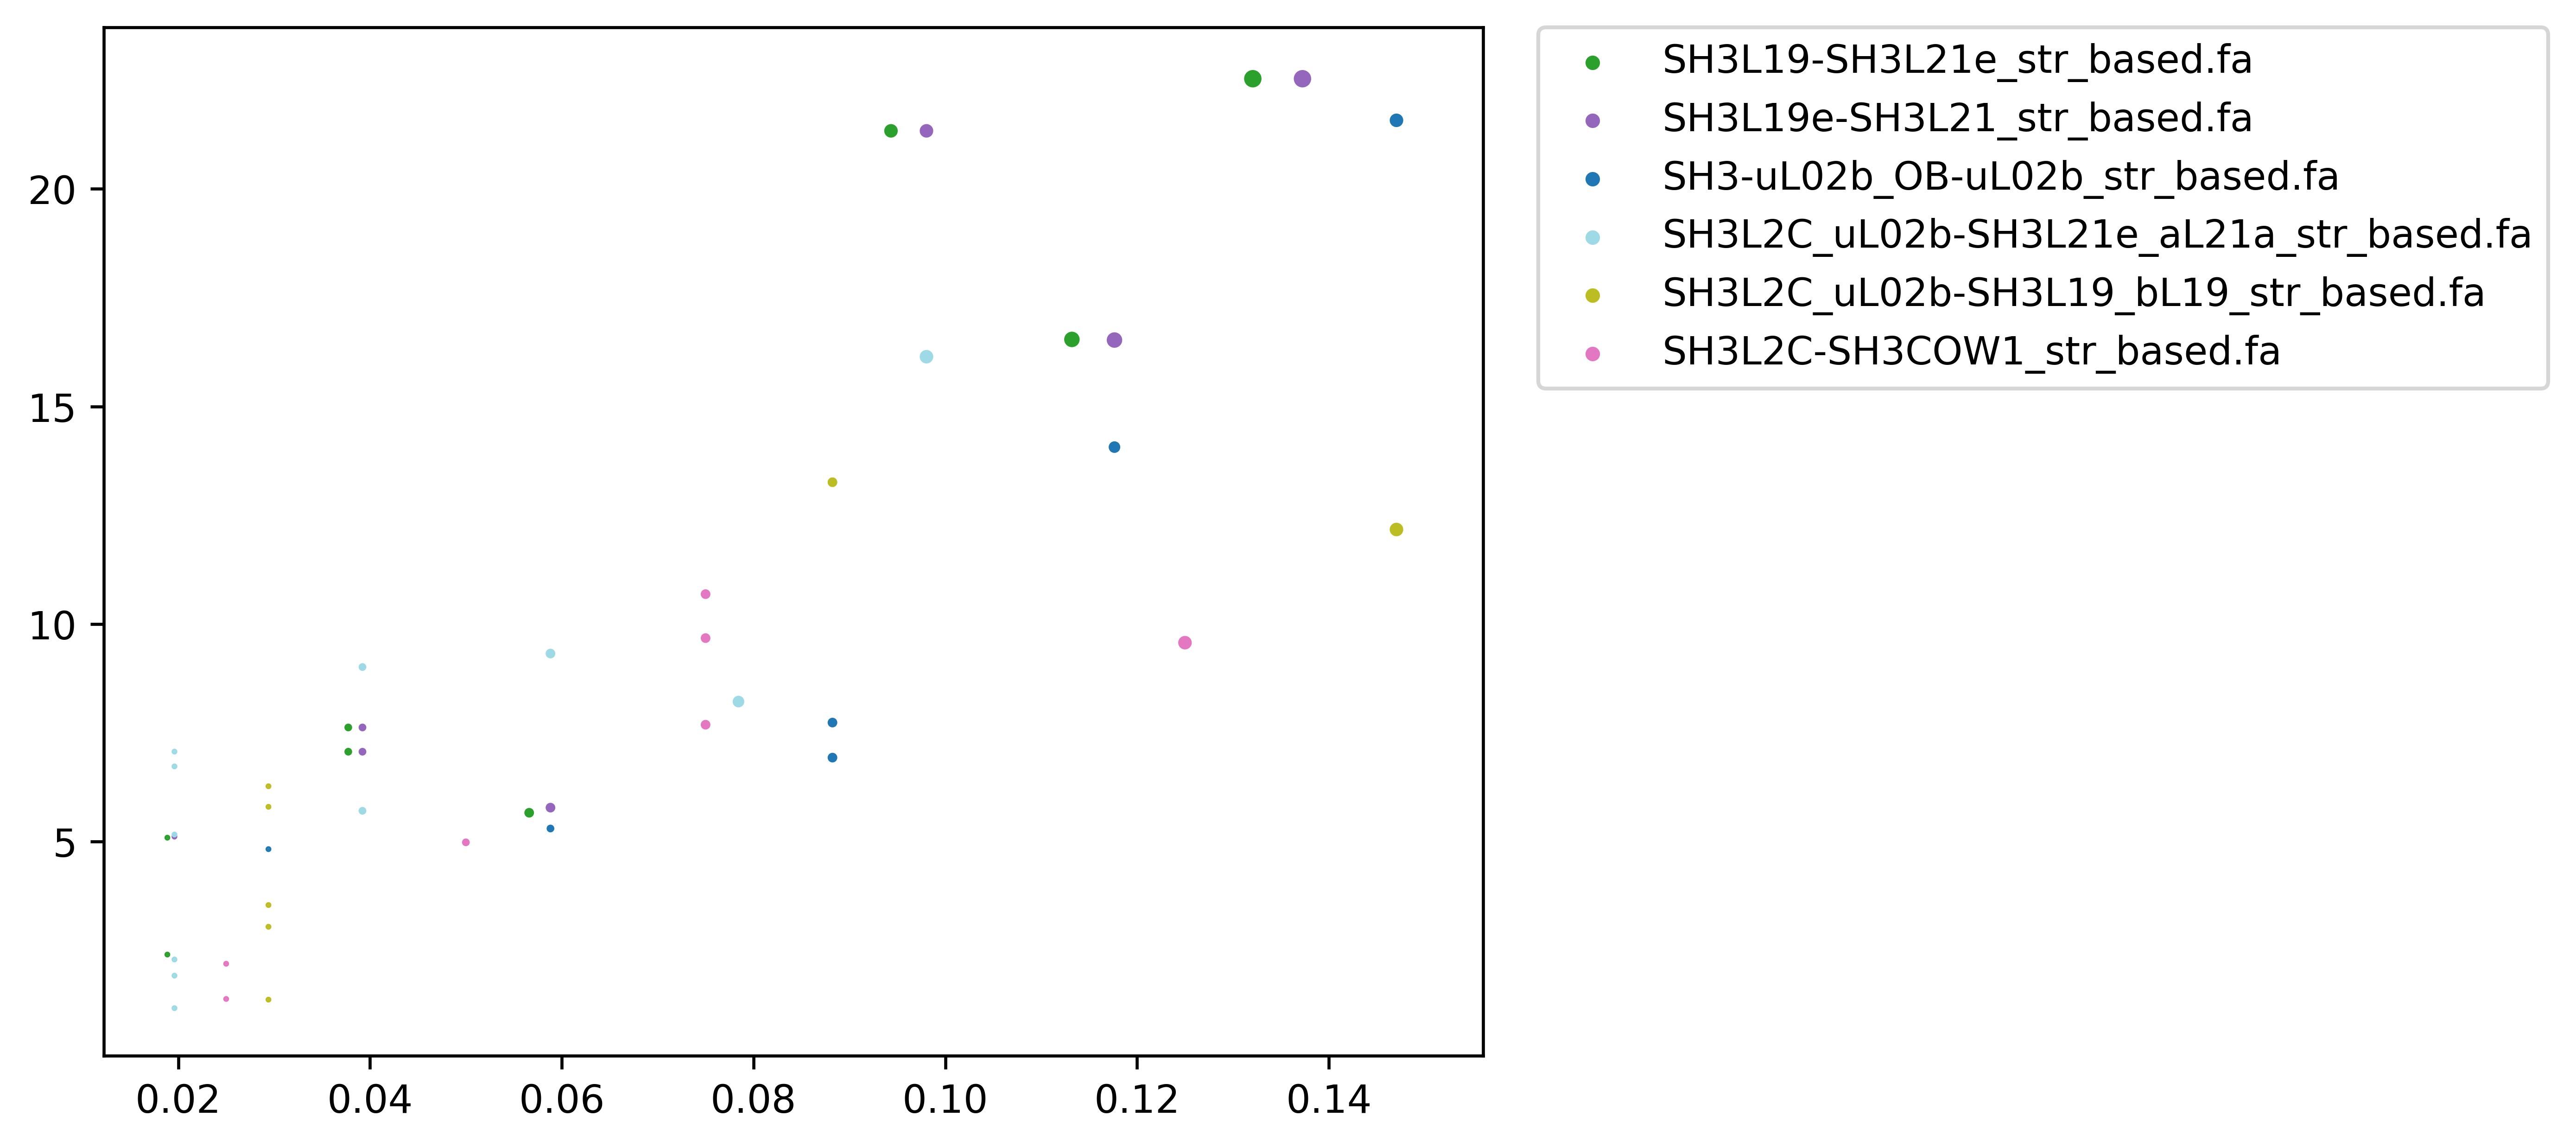 SH3L19-SH3L21e_str_based.fa
SH3L19e-SH3L21_str_based.fa
SH3-uL02b_OB-uL02b_str_based.fa
SH3L2C_uL02b-SH3L21e_aL21a_str_based.fa
SH3L2C_uL02b-SH3L19_bL19_str_based.fa
SH3L2C-SH3COW1_str_based.fa
20
15
10
5
0.02 0.04 0.06 0.08 0.10 0.12 0.14